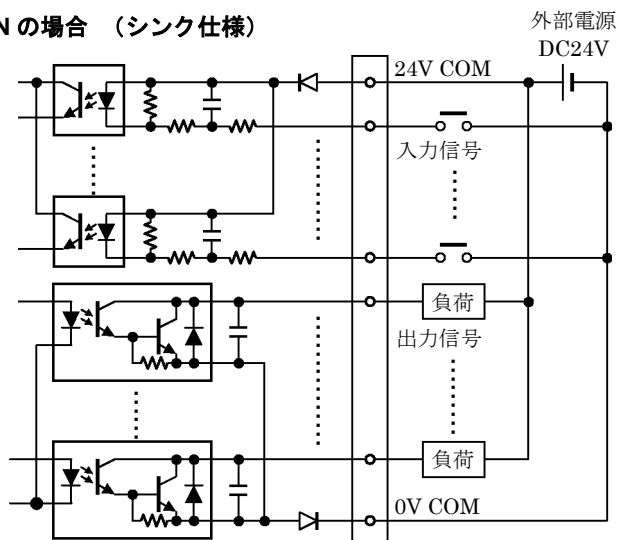 Nの場合 （シンク仕様）
外部電源
DC24V
24V COM
入力信号
負荷
出力信号
負荷
0V COM